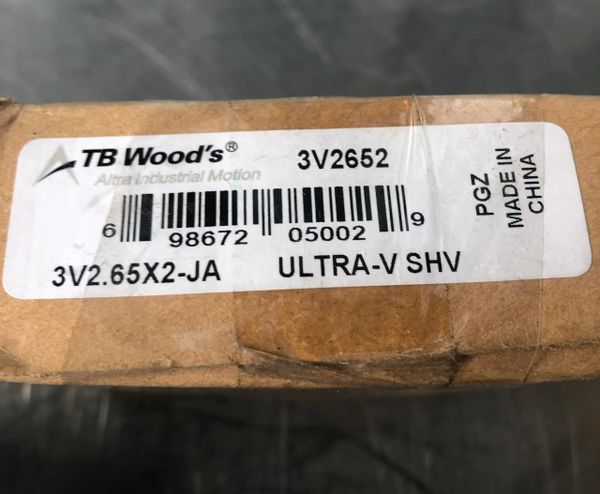 TB Wood's® 3V2652
Altra Industrial Motion
6 98672 05002 9
3V2.65X2-JA ULTRA-V SHV
PGZ
MADE IN
CHINA